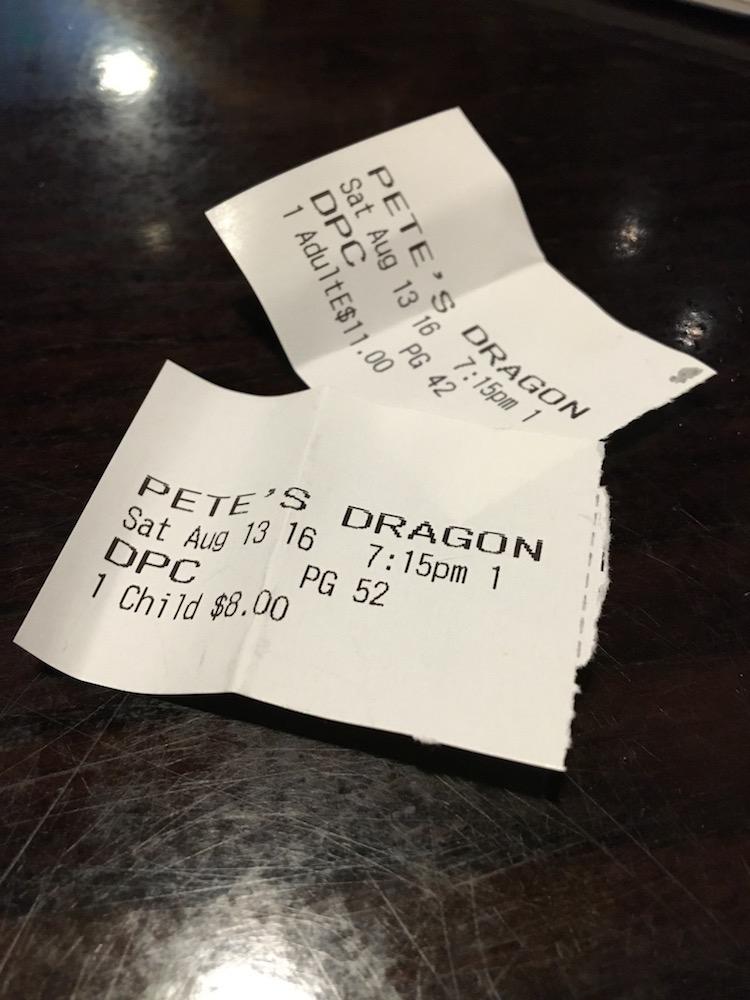 PETE'S DRAGON
Sat Aug 13 16 7:15pm 1
DPC PG 42
1 AdultE$11.00
PETE'S DRAGON
Sat Aug 13 16 7:15pm 1
DPC PG 52
1 Child $8.00